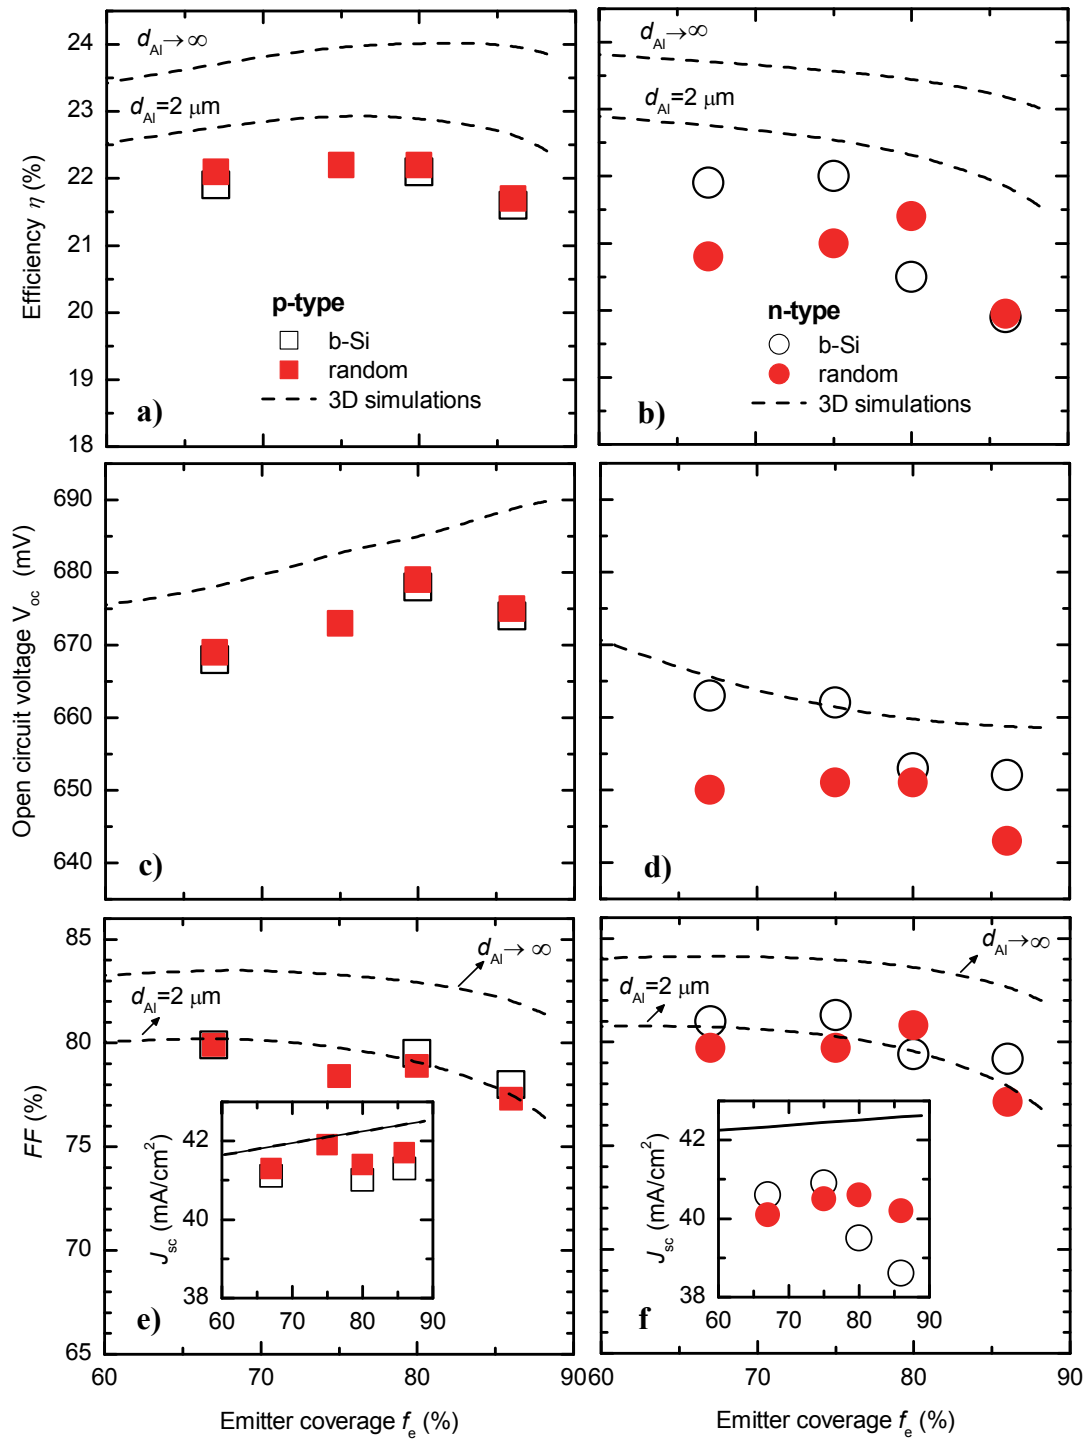 24
23
22
21
20
19
18
Efficiency η (%)
d_Al→∞
d_Al=2 μm
p-type
b-Si
random
3D simulations
a)
d_Al→∞
d_Al=2 μm
n-type
b-Si
random
3D simulations
b)
690
680
670
660
650
640
Open circuit voltage V_oc (mV)
c)
d)
85
80
75
70
65
FF (%)
d_Al→∞
d_Al=2 μm
42
40
38
J_sc (mA/cm²)
60 70 80 90
e)
60 70 80 90
Emitter coverage f_e (%)
d_Al→∞
d_Al=2 μm
42
40
38
J_sc (mA/cm²)
60 70 80 90
f
60 70 80 90
Emitter coverage f_e (%)